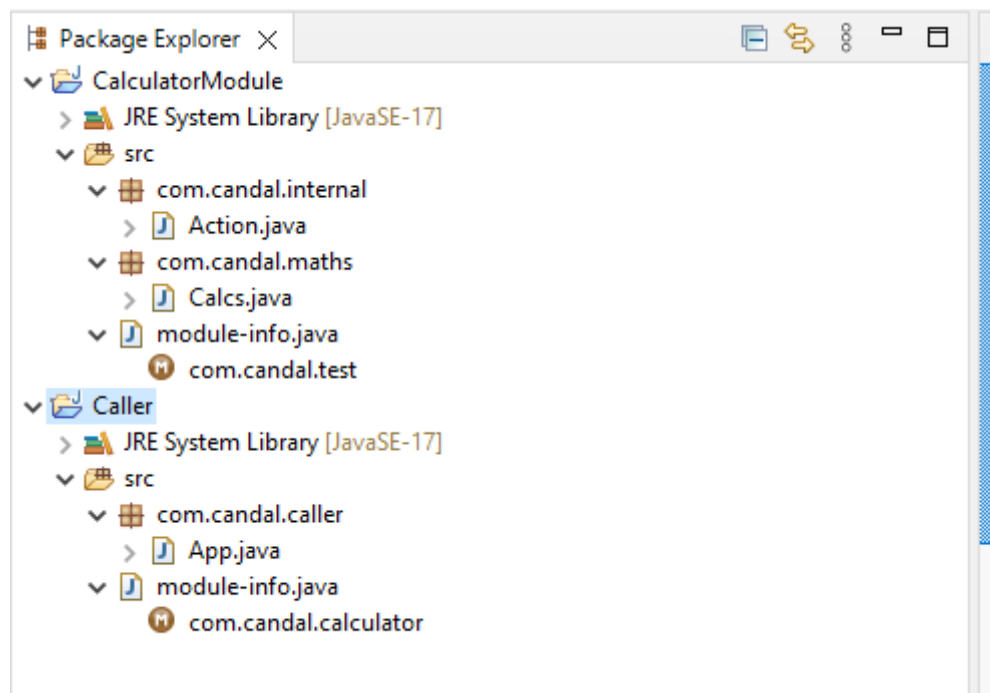 Package Explorer
CalculatorModule
JRE System Library [JavaSE-17]
src
com.candal.internal
Action.java
com.candal.maths
Calcs.java
module-info.java
com.candal.test
Caller
JRE System Library [JavaSE-17]
src
com.candal.caller
App.java
module-info.java
com.candal.calculator